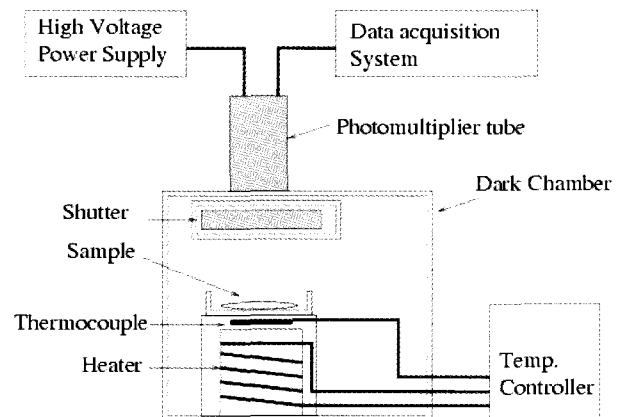 High Voltage
Power Supply
Data acquisition
System
Photomultiplier tube
Dark Chamber
Shutter
Sample
Thermocouple
Heater
Temp.
Controller